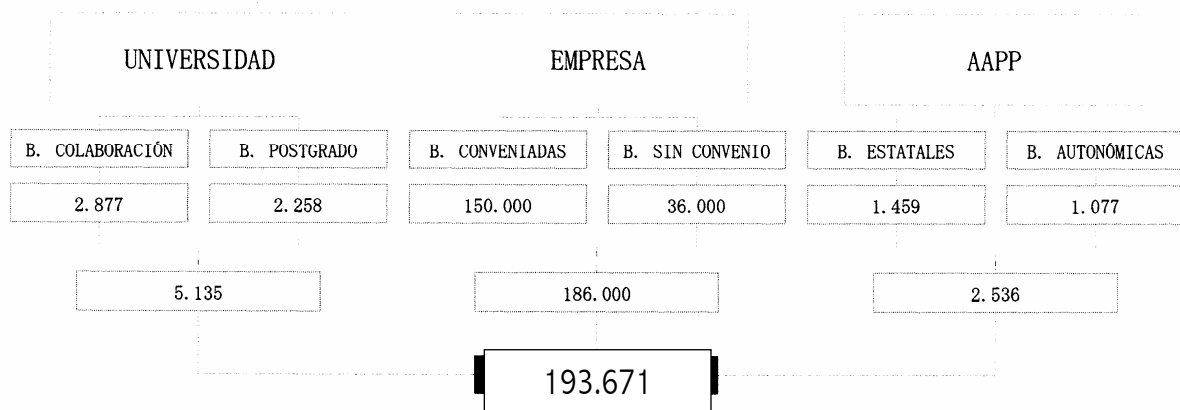 UNIVERSIDAD EMPRESA AAPP
B. COLABORACIÓN B. POSTGRADO B. CONVENIADAS B. SIN CONVENIO B. ESTATALES B. AUTONÓMICAS
2.877 2.258 150.000 36.000 1.459 1.077
5.135 186.000 2.536
193.671